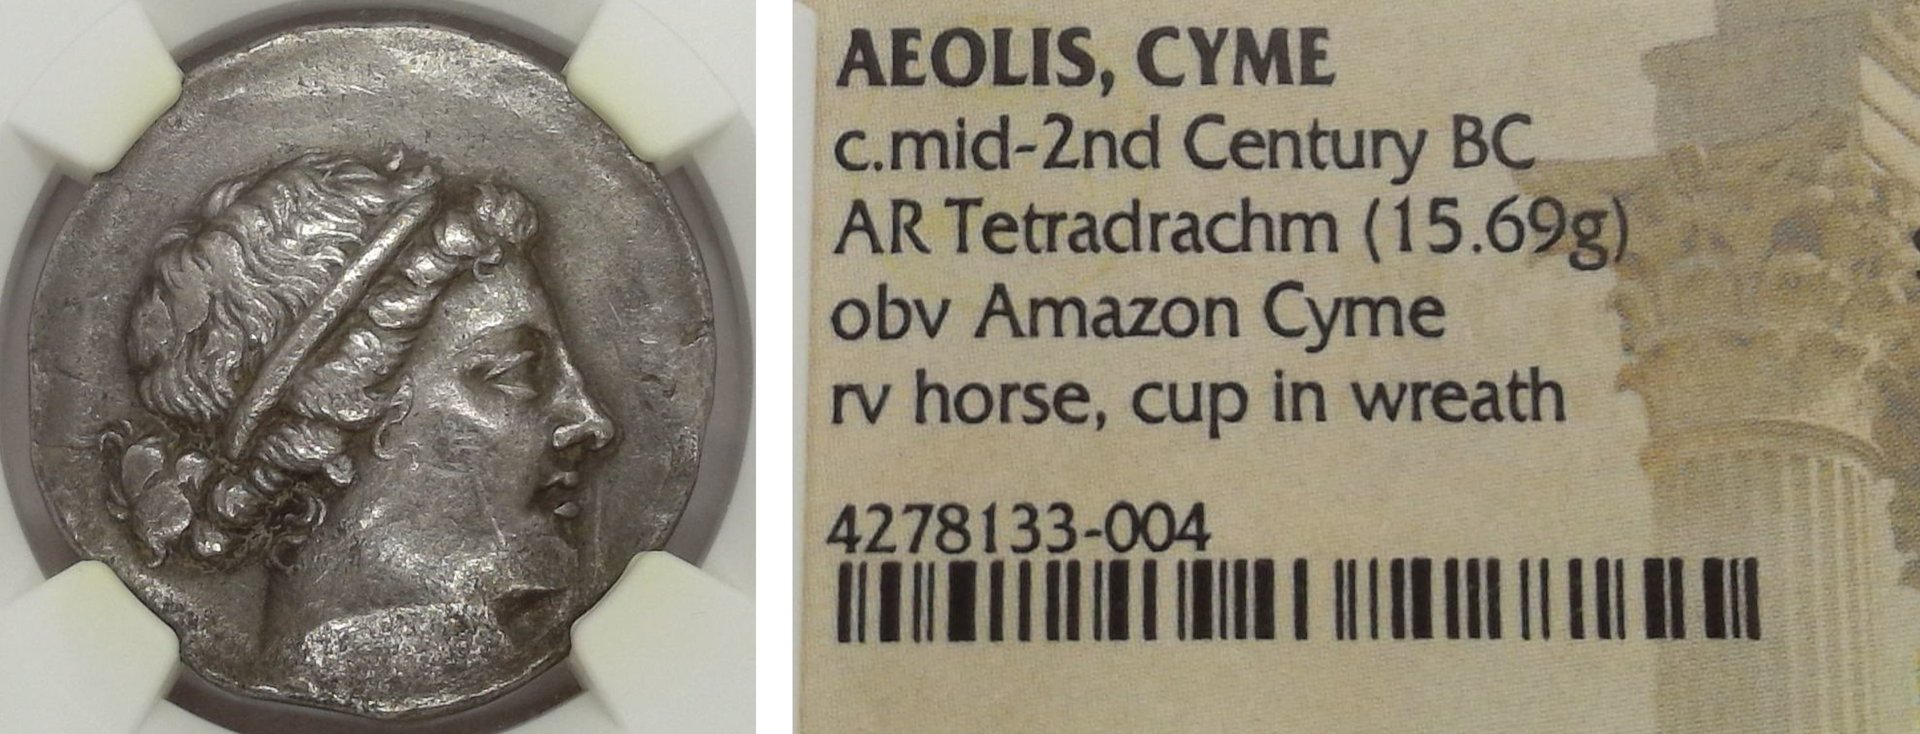 AEOLIS, CYME
c.mid-2nd Century BC
AR Tetradrachm (15.69g)
obv Amazon Cyme
rv horse, cup in wreath
4278133-004